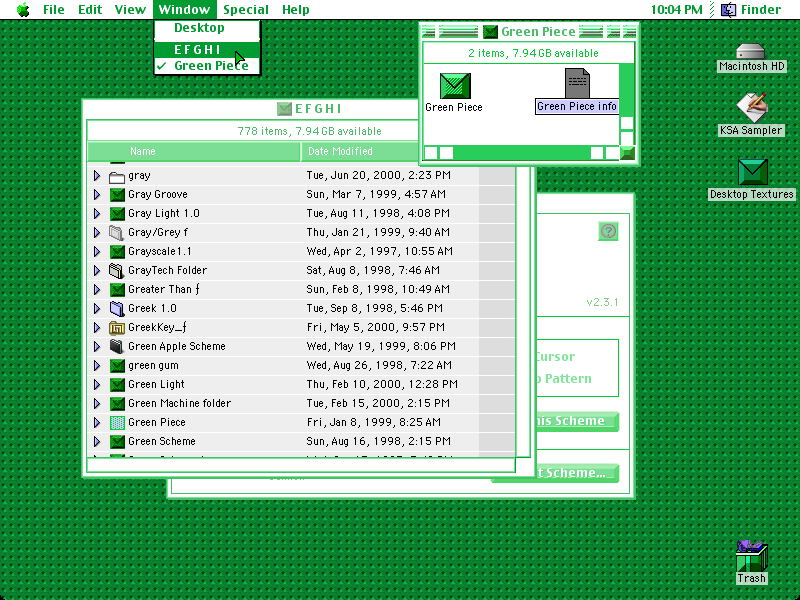 File Edit View Window Special Help 10:04 PM Finder
Desktop
E F G H I
✓ Green Piece
Green Piece
2 items, 7.94 GB available
Green Piece
Green Piece info
Macintosh HD
KSA Sampler
Desktop Textures
E F G H I
778 items, 7.94 GB available
Name Date Modified
gray Tue, Jun 20, 2000, 2:23 PM
Gray Groove Sun, Mar 7, 1999, 4:57 AM
Gray Light 1.0 Tue, Aug 11, 1998, 4:08 PM
Gray/Grey ƒ Thu, Jan 21, 1999, 9:40 AM
Grayscale1.1 Wed, Apr 2, 1997, 10:55 AM
GrayTech Folder Sat, Aug 8, 1998, 7:46 AM
Greater Than ƒ Sun, Feb 8, 1998, 10:49 AM
Greek 1.0 Tue, Sep 8, 1998, 5:46 PM
GreekKey_ƒ Fri, May 5, 2000, 9:57 PM
Green Apple Scheme Wed, May 19, 1999, 8:06 PM
green gum Wed, Aug 26, 1998, 7:22 AM
Green Light Thu, Feb 10, 2000, 12:28 PM
Green Machine folder Tue, Feb 15, 2000, 2:15 PM
Green Piece Fri, Jan 8, 1999, 8:25 AM
Green Scheme Sun, Aug 16, 1998, 2:15 PM
v2.3.1
Cursor
Pattern
his Scheme
Scheme...
Trash